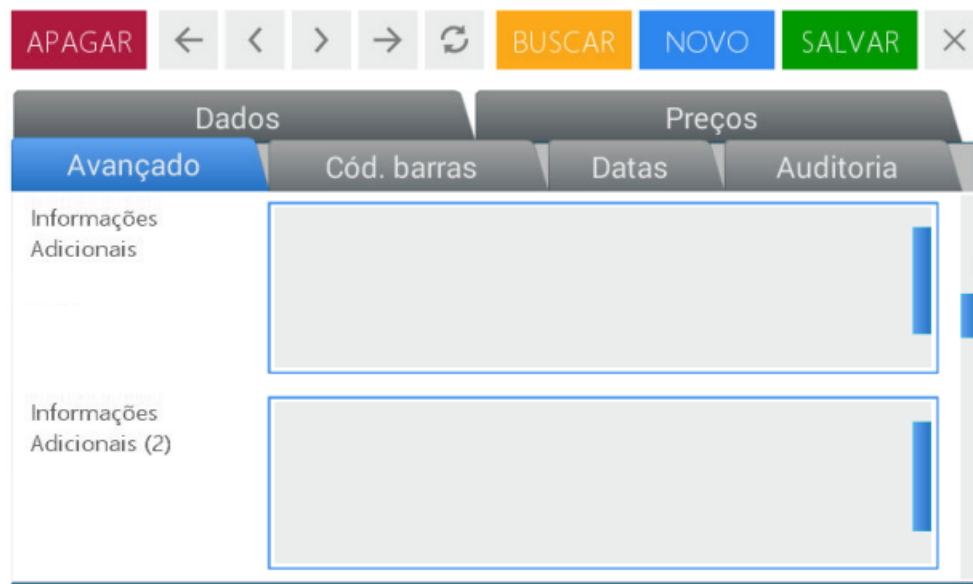 APAGAR BUSCAR NOVO SALVAR
Dados Preços
Avançado Cód. barras Datas Auditoria
Informações
Adicionais
Informações
Adicionais (2)